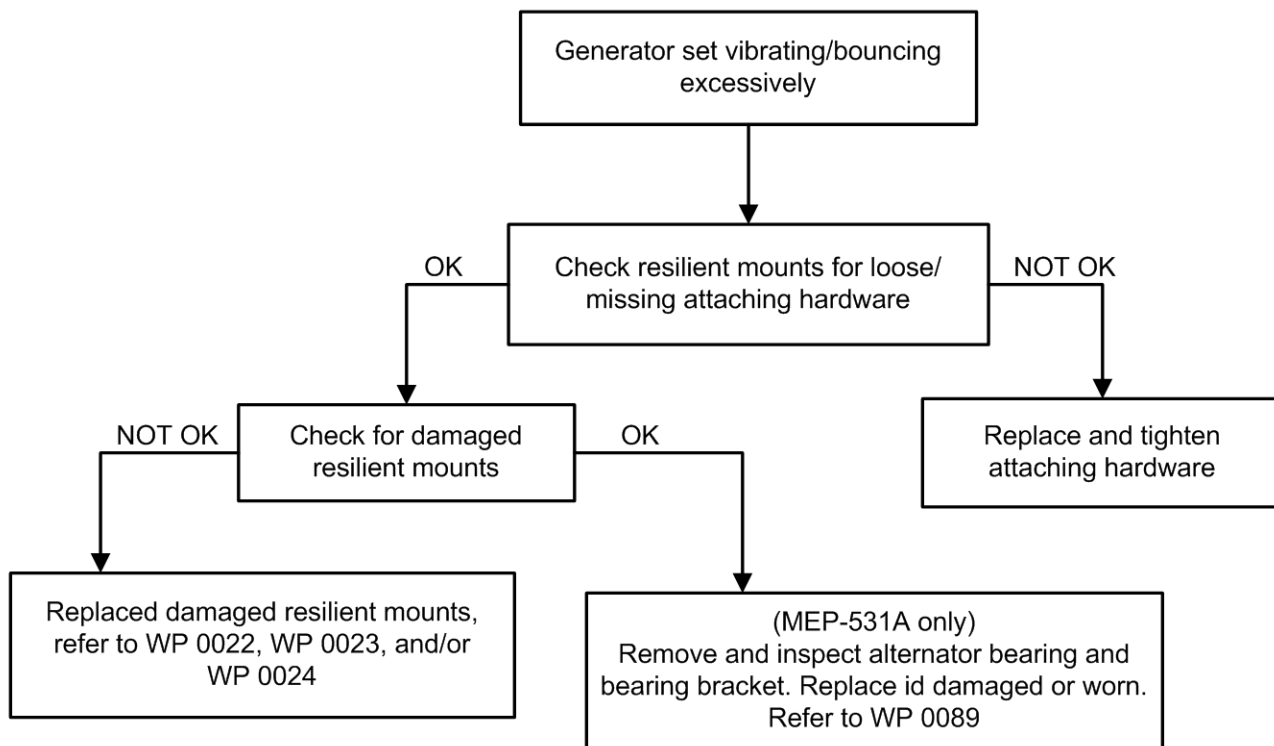 Generator set vibrating/bouncing
excessively
OK
Check resilient mounts for loose/
missing attaching hardware
NOT OK
NOT OK
Check for damaged
resilient mounts
OK
Replace and tighten
attaching hardware
Replaced damaged resilient mounts,
refer to WP 0022, WP 0023, and/or
WP 0024
(MEP-531A only)
Remove and inspect alternator bearing and
bearing bracket. Replace id damaged or worn.
Refer to WP 0089